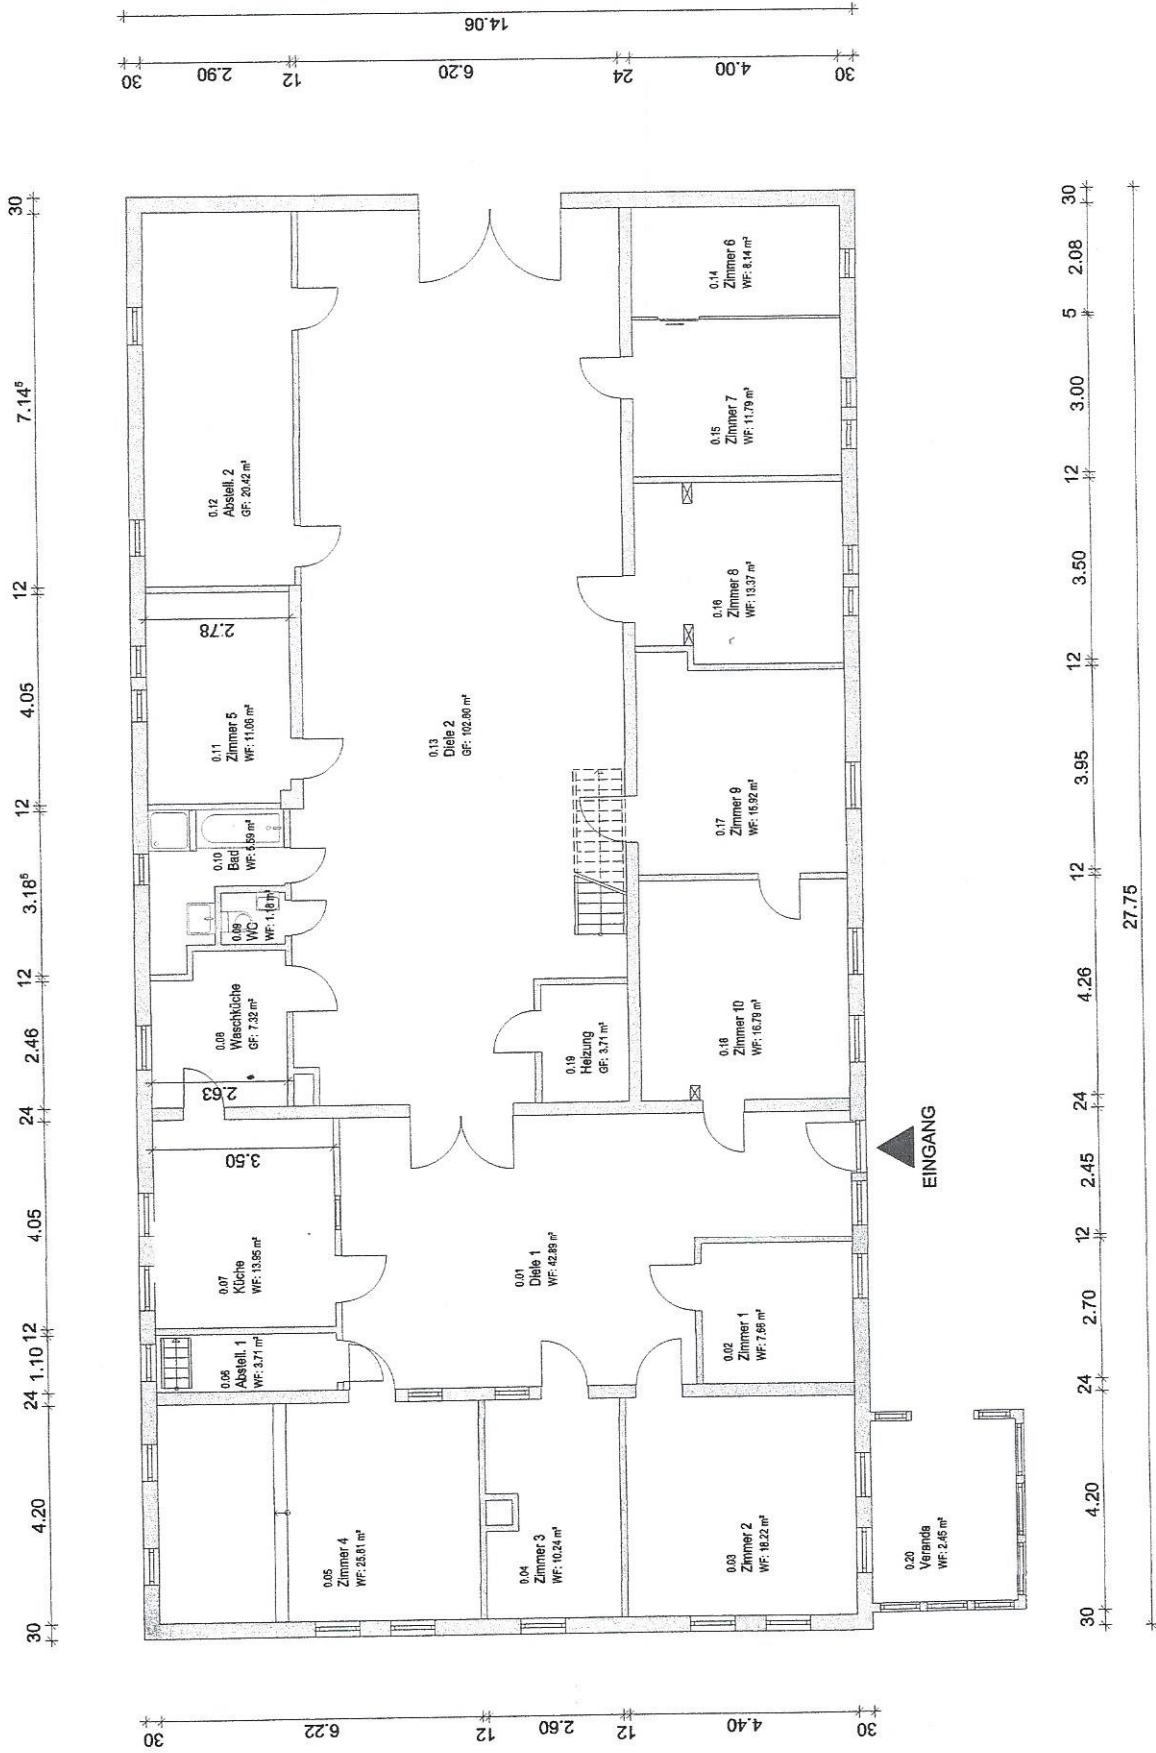 14.06
30
2.90
12
6.20
24
4.00
30
30
7.14⁵
12
4.05
12
3.18⁵
12
2.46
24
4.05
12
1.10
24
4.20
30
0.12
Abstell. 2
GF: 20.42 m²
2.78
0.11
Zimmer 5
WF: 11.06 m²
0.10
Bad
WF: 5.59 m²
0.09
WC
WF: 1.18 m²
0.08
Waschküche
GF: 7.32 m²
2.63
3.50
0.07
Küche
WF: 13.95 m²
0.06
Abstell. 1
WF: 3.71 m²
0.13
Diele 2
GF: 102.80 m²
0.14
Zimmer 6
WF: 8.14 m²
0.15
Zimmer 7
WF: 11.79 m²
0.16
Zimmer 8
WF: 13.37 m²
0.17
Zimmer 9
WF: 15.92 m²
0.18
Zimmer 10
WF: 16.79 m²
0.19
Heizung
GF: 3.71 m²
0.01
Diele 1
WF: 42.89 m²
0.02
Zimmer 1
WF: 7.66 m²
0.05
Zimmer 4
WF: 25.81 m²
0.04
Zimmer 3
WF: 10.24 m²
0.03
Zimmer 2
WF: 18.22 m²
0.20
Veranda
WF: 2.45 m²
EINGANG
30
2.08
5
3.00
12
3.50
12
3.95
12
4.26
24
2.45
12
2.70
24
4.20
30
27.75
30
6.22
12
2.60
12
4.40
30